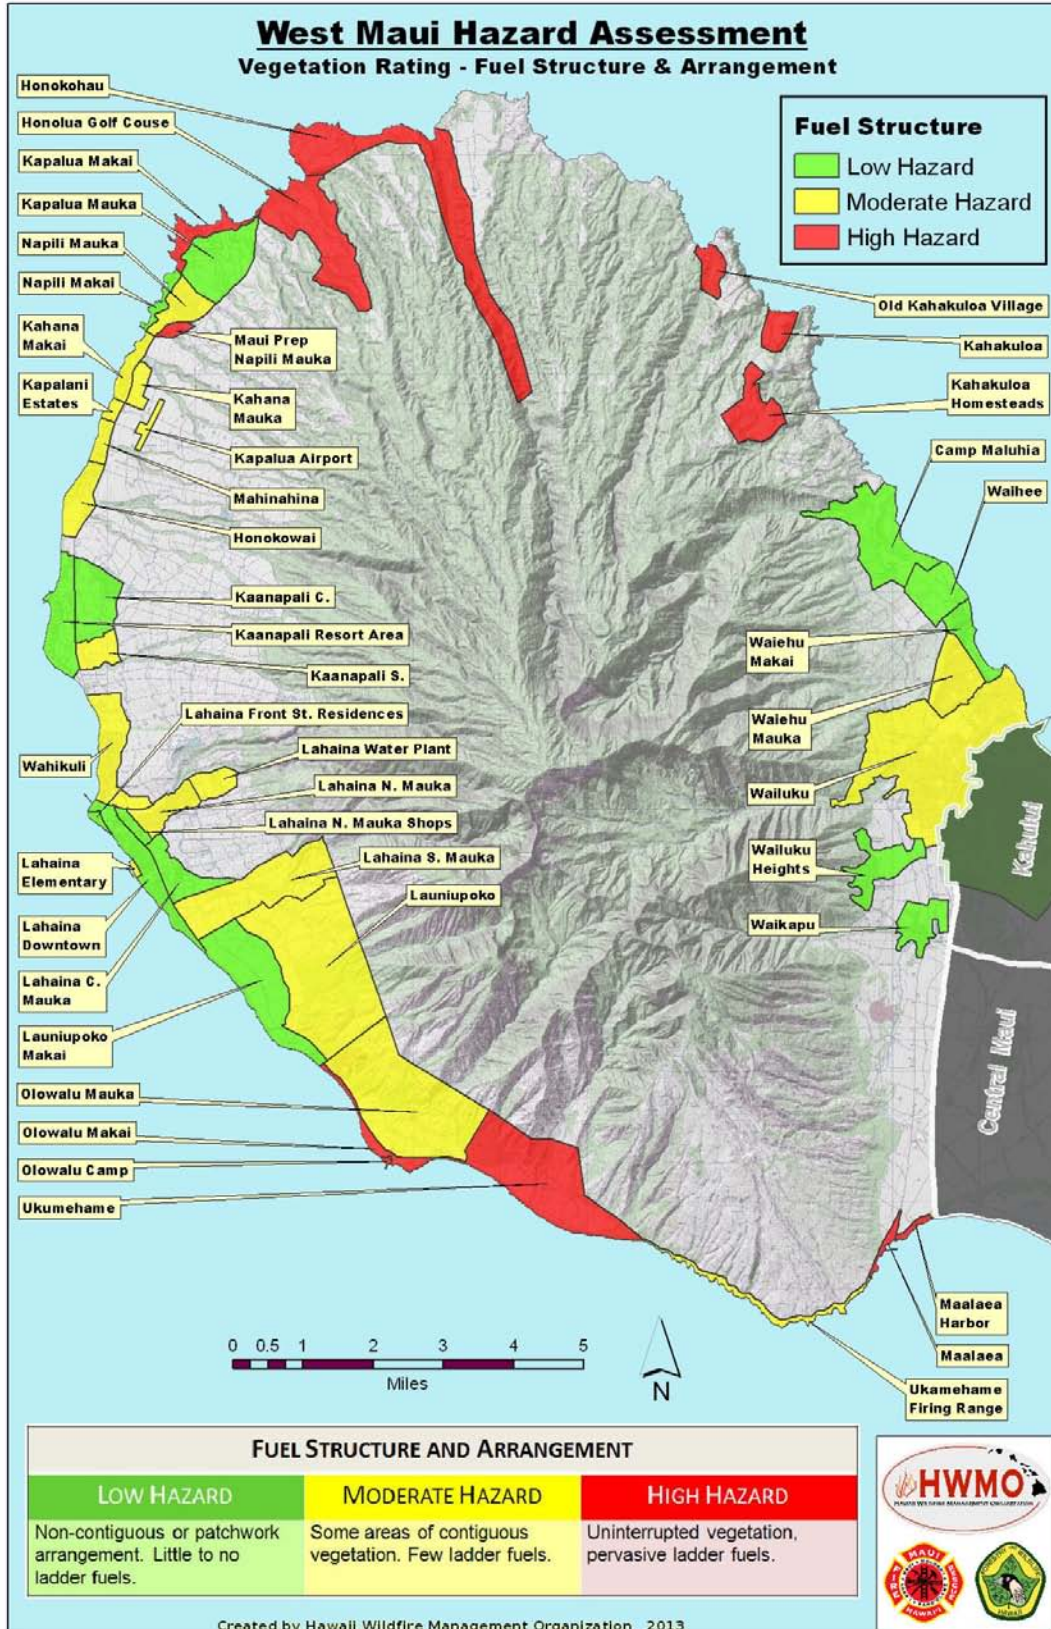 West Maui Hazard Assessment
Vegetation Rating - Fuel Structure & Arrangement
Fuel Structure
Low Hazard
Moderate Hazard
High Hazard
Honokohau
Honolua Golf Couse
Kapalua Makai
Kapalua Mauka
Napili Mauka
Napili Makai
Kahana
Makai
Kapalani
Estates
Maui Prep
Napili Mauka
Kahana
Mauka
Kapalua Airport
Mahinahina
Honokowai
Kaanapali C.
Kaanapali Resort Area
Kaanapali S.
Lahaina Front St. Residences
Wahikuli
Lahaina Water Plant
Lahaina N. Mauka
Lahaina N. Mauka Shops
Lahaina S. Mauka
Launiupoko
Lahaina
Elementary
Lahaina
Downtown
Lahaina C.
Mauka
Launiupoko
Makai
Olowalu Mauka
Olowalu Makai
Olowalu Camp
Ukumehame
Old Kahakuloa Village
Kahakuloa
Kahakuloa
Homesteads
Camp Maluhia
Waihee
Waiehu
Makai
Waiehu
Mauka
Wailuku
Wailuku
Heights
Waikapu
Kahului
Central Maui
Maalaea
Harbor
Maalaea
Ukamehame
Firing Range
0 0.5 1 2 3 4 5
Miles
N
FUEL STRUCTURE AND ARRANGEMENT
LOW HAZARD
Non-contiguous or patchwork
arrangement. Little to no
ladder fuels.
MODERATE HAZARD
Some areas of contiguous
vegetation. Few ladder fuels.
HIGH HAZARD
Uninterrupted vegetation,
pervasive ladder fuels.
HWMO
HAWAII WILDFIRE MANAGEMENT ORGANIZATION
MAUI
FIRE
HAWAII
Created by Hawaii Wildfire Management Organization, 2013